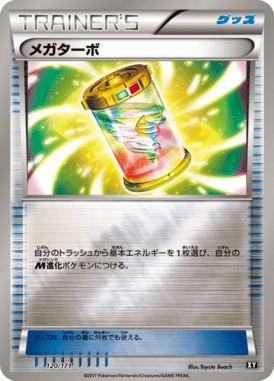 TRAINER'S
グッズ
メガターボ
自分のトラッシュから基本エネルギーを1枚選び、自分の
M進化ポケモンにつける。
グッズは、自分の番に何枚でも使える。
120/171
Illus. Toyste Beach
XY
©2017 Pokémon/Nintendo/Creatures/GAME FREAK.